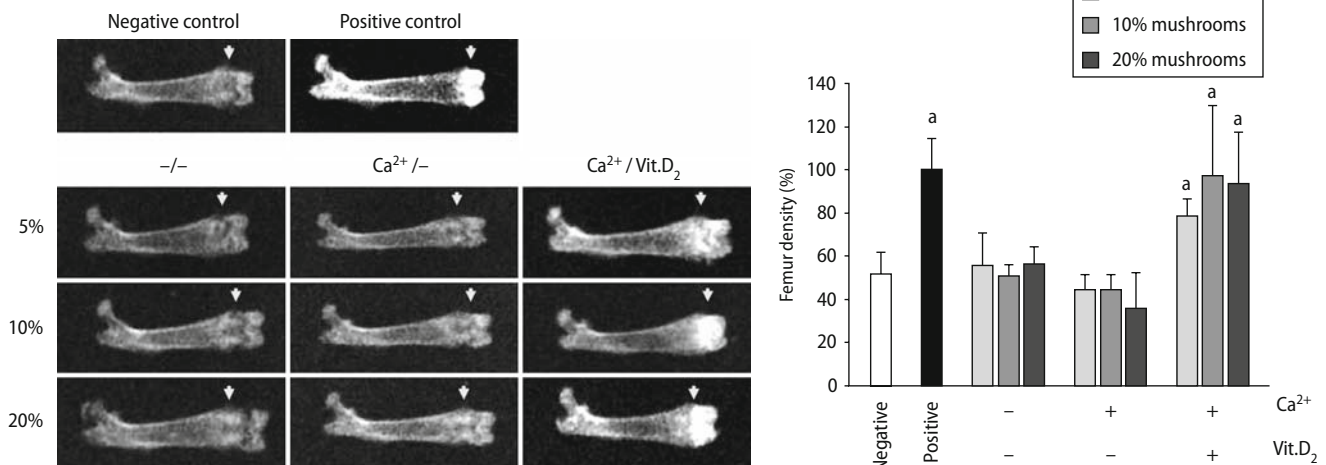 Negative control Positive control
–/– Ca²⁺ /– Ca²⁺ / Vit.D₂
5%
10%
20%
10% mushrooms
20% mushrooms
Femur density (%)
140
120
100
80
60
40
20
0
a
a
a
a
Negative
Positive
– + + Ca²⁺
– – + Vit.D₂